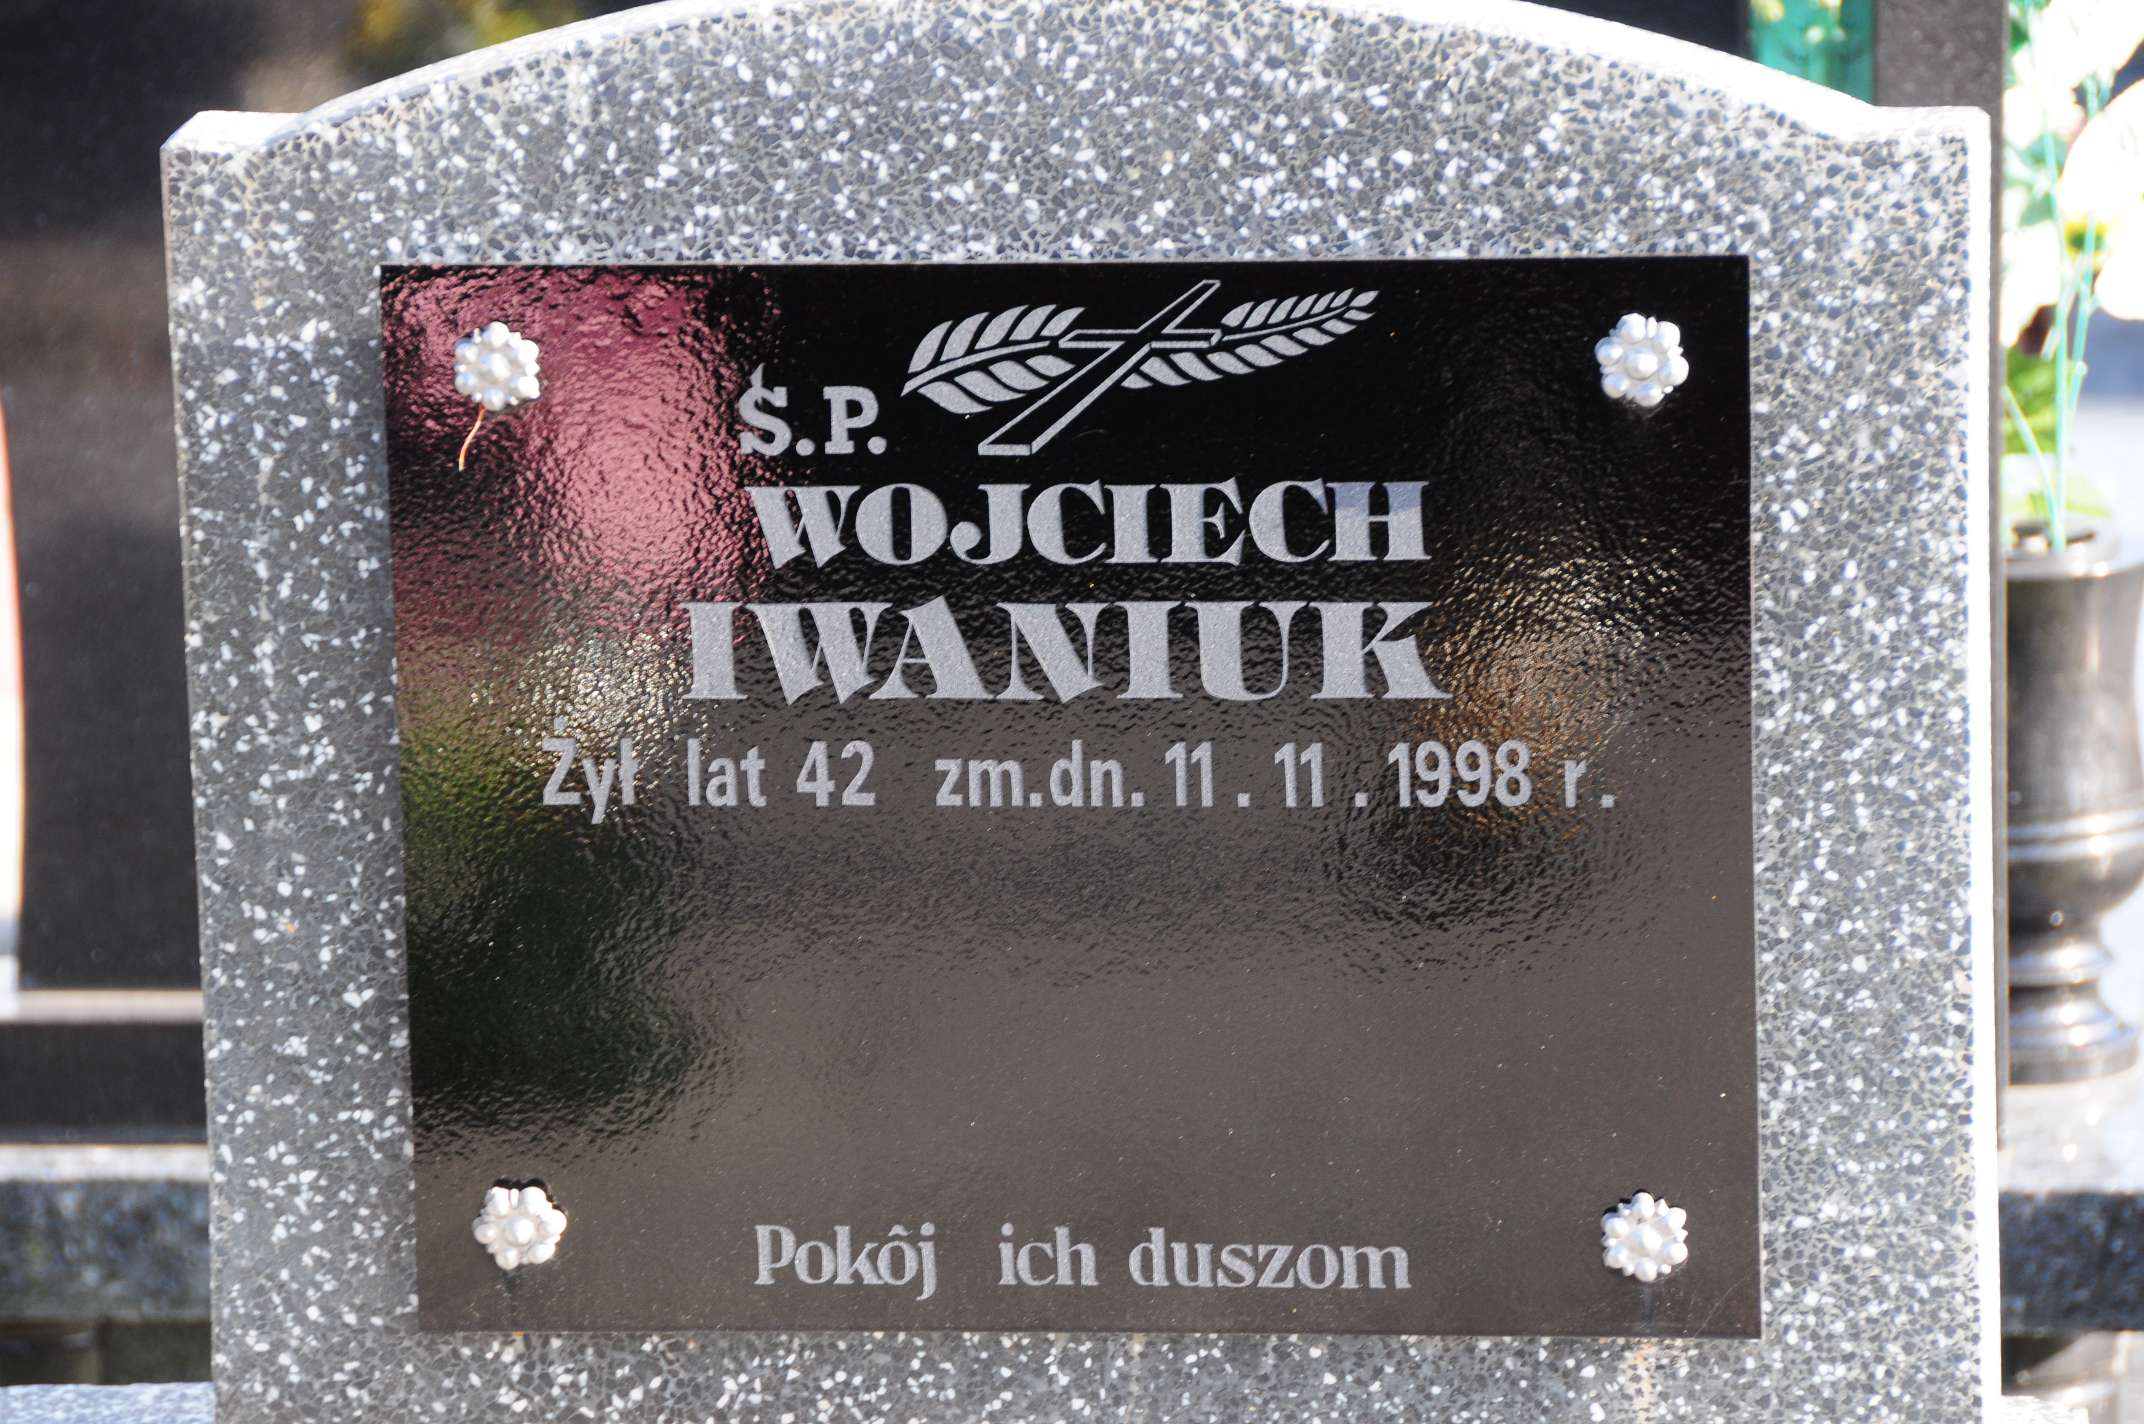 Ś.P.
WOJCIECH
IWANIUK
Żył lat 42 zm.dn. 11. 11. 1998 r.
Pokôj ich duszom